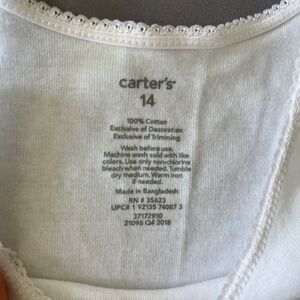 carter's
14
100% Cotton
Exclusive of Decoration
Exclusive of Trimming
Wash before use.
Machine wash cold with like
colors. Use only non-chlorine
bleach when needed. Tumble
dry medium. Warm iron
if needed.
Made in Bangladesh
RN # 35623
UPC# 1 92135 74087 3
37172910
21096 Q4 2018